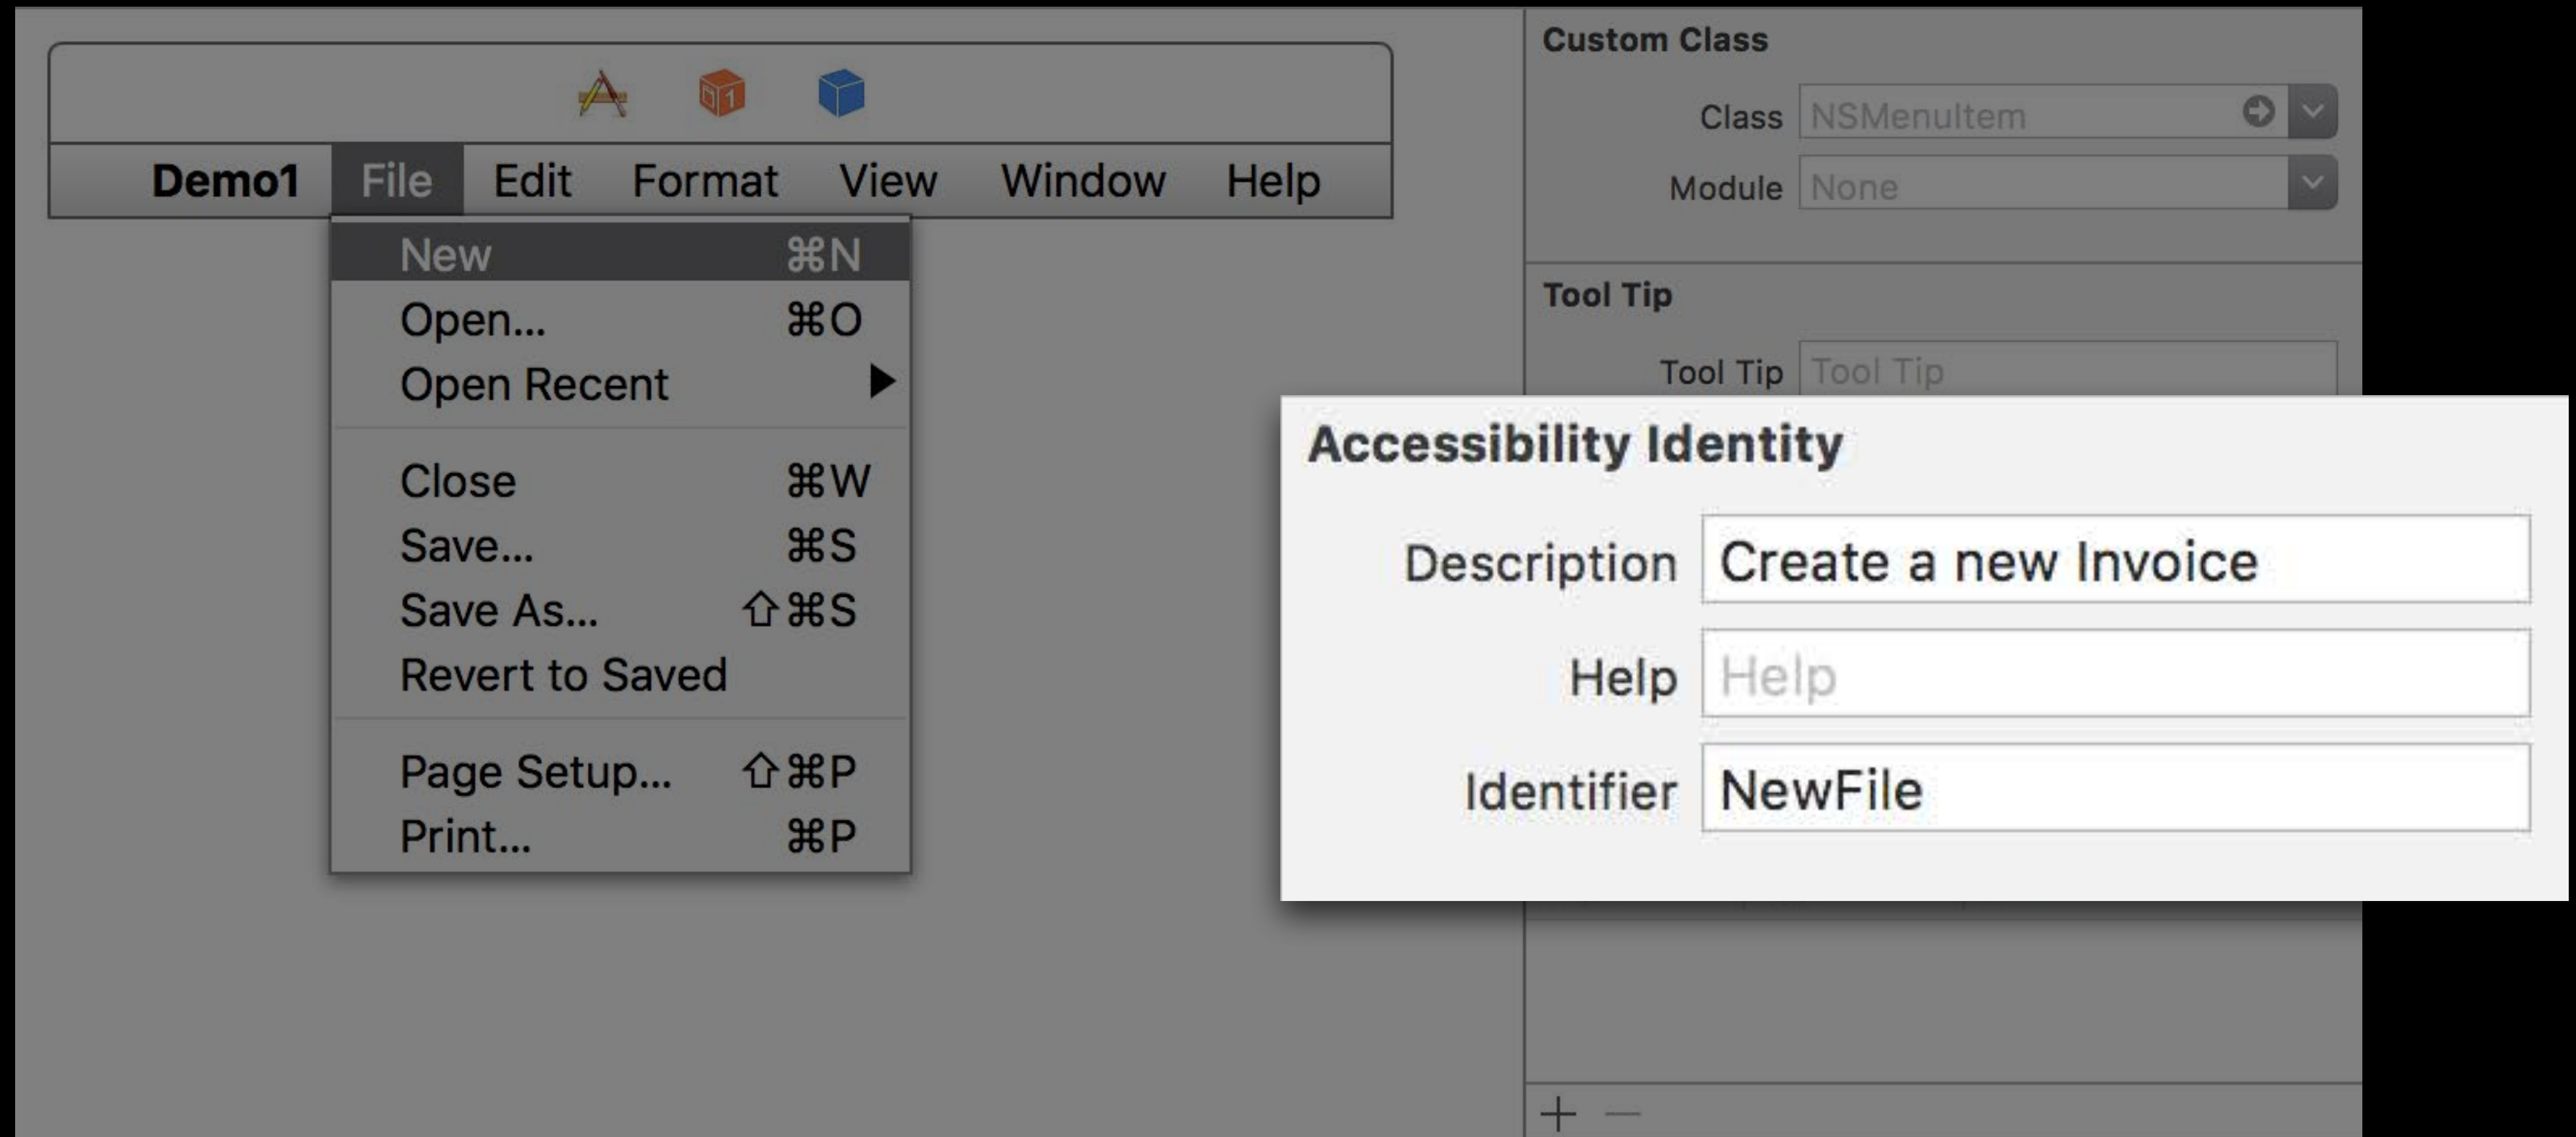 Demo1 File Edit Format View Window Help
New ⌘N
Open... ⌘O
Open Recent ▶
Close ⌘W
Save... ⌘S
Save As... ⇧⌘S
Revert to Saved
Page Setup... ⇧⌘P
Print... ⌘P
Custom Class
Class NSMenuItem
Module None
Tool Tip
Tool Tip Tool Tip
Accessibility Identity
Description Create a new Invoice
Help Help
Identifier NewFile